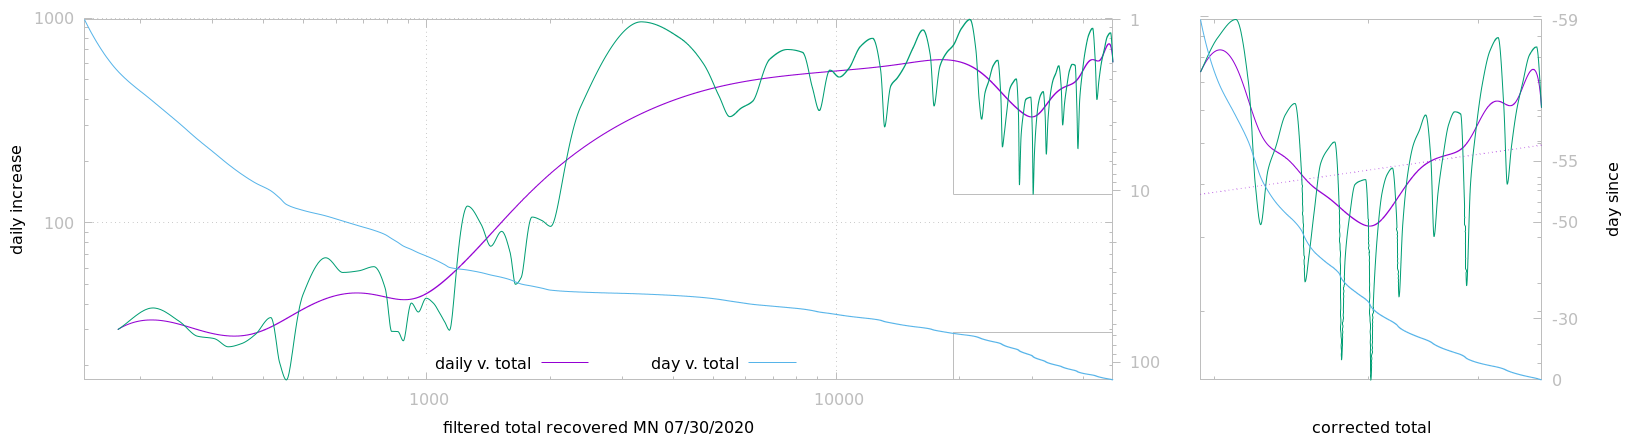 1000
100
daily increase
1
10
100
daily v. total
day v. total
1000
10000
filtered total recovered MN 07/30/2020
-59
-55
-50
-30
0
day since
corrected total